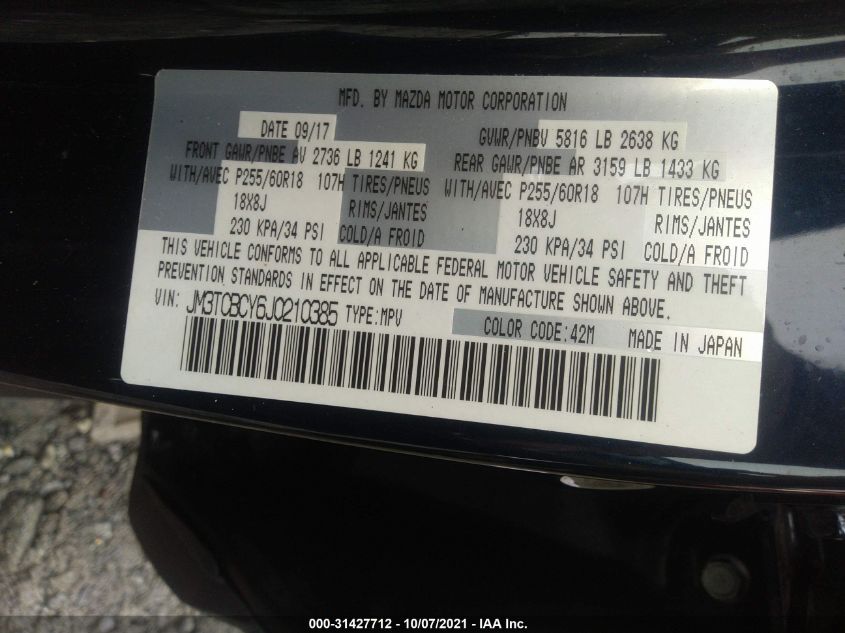 MFD. BY MAZDA MOTOR CORPORATION
DATE 09/17 GVWR/PNBV 5816 LB 2638 KG
FRONT GAWR/PNBE AV 2736 LB 1241 KG REAR GAWR/PNBE AR 3159 LB 1433 KG
WITH/AVEC P255/60R18 107H TIRES/PNEUS WITH/AVEC P255/60R18 107H TIRES/PNEUS
18X8J RIMS/JANTES 18X8J RIMS/JANTES
230 KPA/34 PSI COLD/A FROID 230 KPA/34 PSI COLD/A FROID
THIS VEHICLE CONFORMS TO ALL APPLICABLE FEDERAL MOTOR VEHICLE SAFETY AND THEFT
PREVENTION STANDARDS IN EFFECT ON THE DATE OF MANUFACTURE SHOWN ABOVE.
VIN: JM3TCBCY6J0210385 TYPE:MPV COLOR CODE:42M MADE IN JAPAN
000-31427712 - 10/07/2021 - IAA Inc.